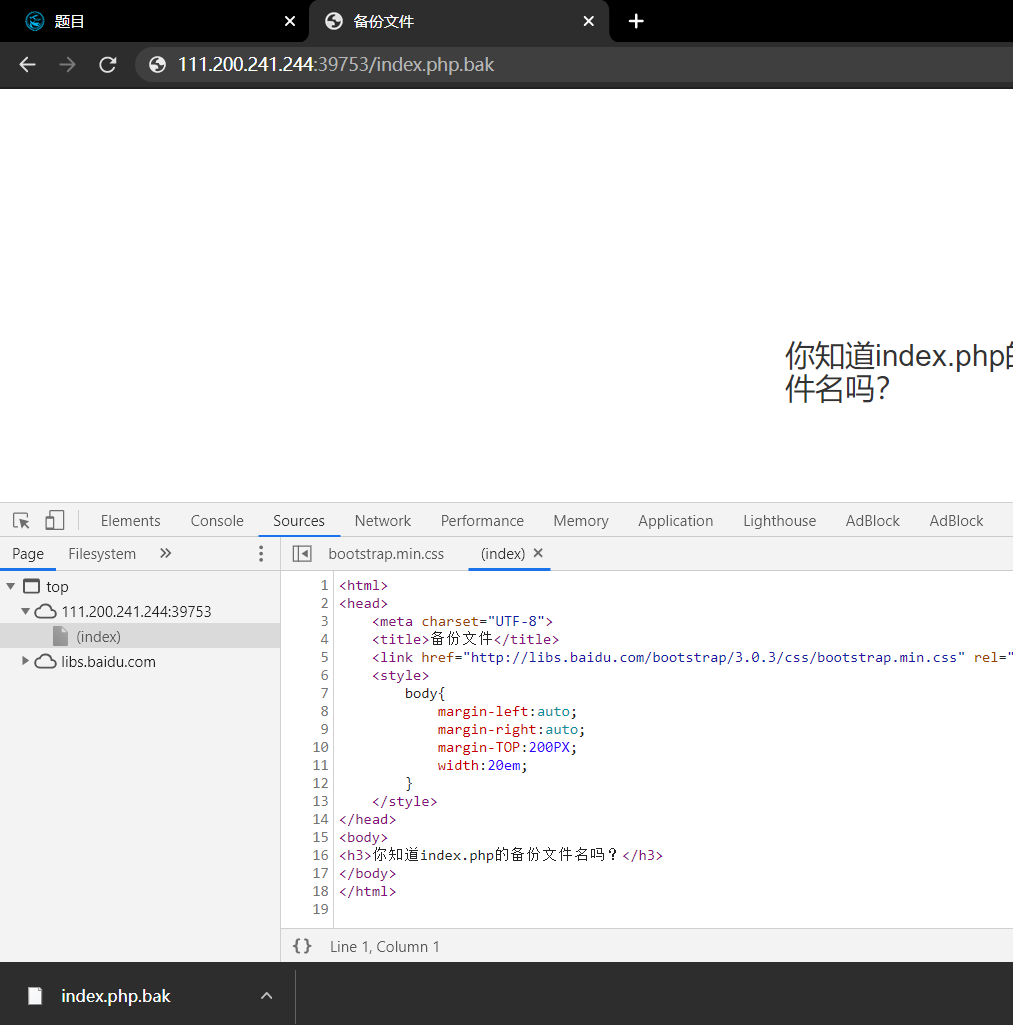 题目
备份文件
111.200.241.244:39753/index.php.bak
你知道index.php的
件名吗？
Elements Console Sources Network Performance Memory Application Lighthouse AdBlock AdBlock
Page Filesystem
bootstrap.min.css (index)
top
111.200.241.244:39753
(index)
libs.baidu.com
1 <html>
2 <head>
3 <meta charset="UTF-8">
4 <title>备份文件</title>
5 <link href="http://libs.baidu.com/bootstrap/3.0.3/css/bootstrap.min.css" rel="
6 <style>
7 body{
8 margin-left:auto;
9 margin-right:auto;
10 margin-TOP:200PX;
11 width:20em;
12 }
13 </style>
14 </head>
15 <body>
16 <h3>你知道index.php的备份文件名吗？</h3>
17 </body>
18 </html>
19
{} Line 1, Column 1
index.php.bak